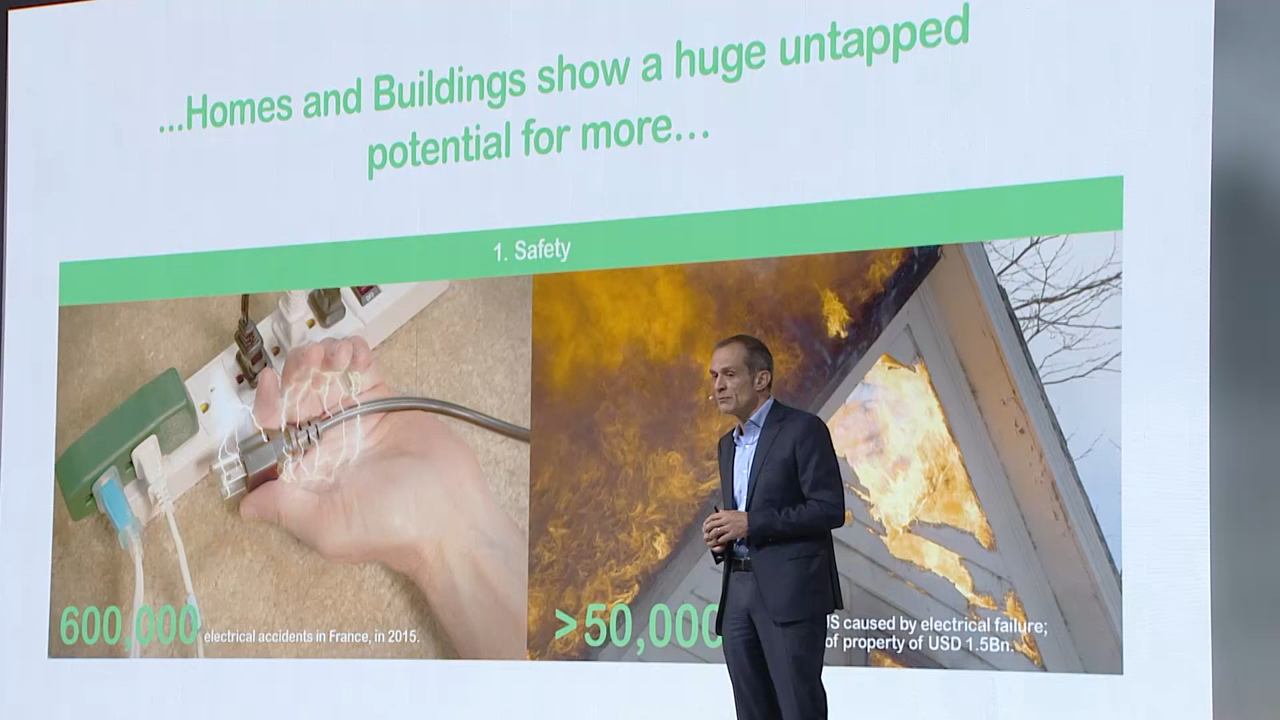 ...Homes and Buildings show a huge untapped
potential for more...
1. Safety
600,000 electrical accidents in France, in 2015.
>50,000
caused by electrical failure;
of property of USD 1.5Bn.